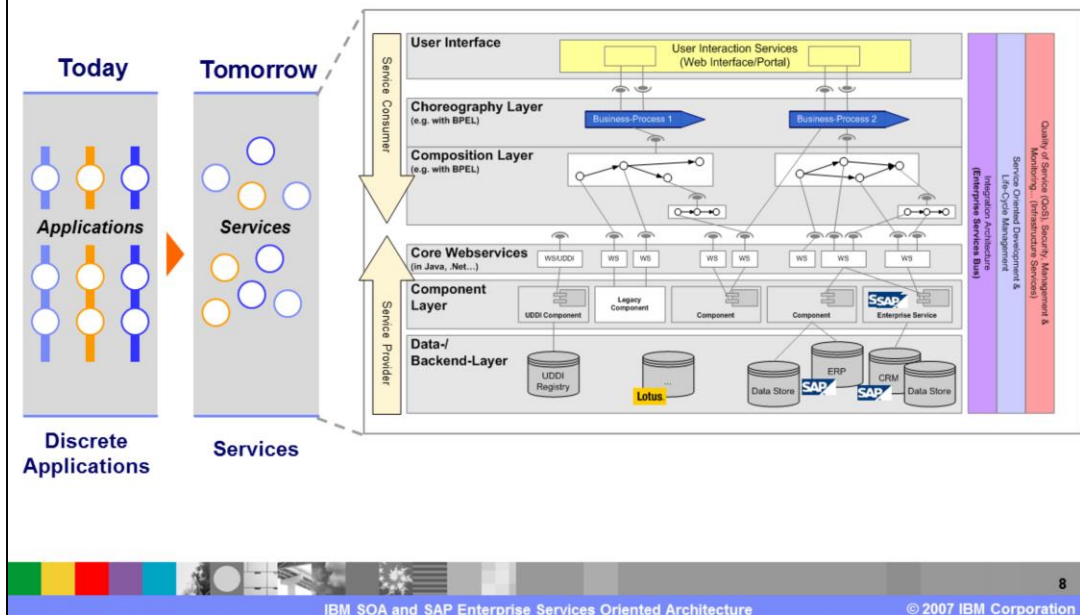 Today
Tomorrow
Applications
Services
Discrete
Applications
Services
Service Consumer
Service Provider
User Interface
User Interaction Services
(Web Interface/Portal)
Choreography Layer
(e.g. with BPEL)
Business-Process 1
Business-Process 2
Composition Layer
(e.g. with BPEL)
Core Webservices
(in Java, .Net...)
WS/UDDI
WS
WS
WS
WS
WS
WS
WS
Component
Layer
UDDI Component
Legacy
Component
Component
Component
SSAP
Enterprise Service
Data-/
Backend-Layer
UDDI
Registry
...
Lotus.
Data Store
SAP
ERP
SAP
CRM
Data Store
Integration Architecture
(Enterprise Services Bus)
Service Oriented Development &
Life-Cycle Management
Quality of Service (QoS), Security, Management &
Monitoring... (Infrastructure Services)
8
IBM SOA and SAP Enterprise Services Oriented Architecture
© 2007 IBM Corporation